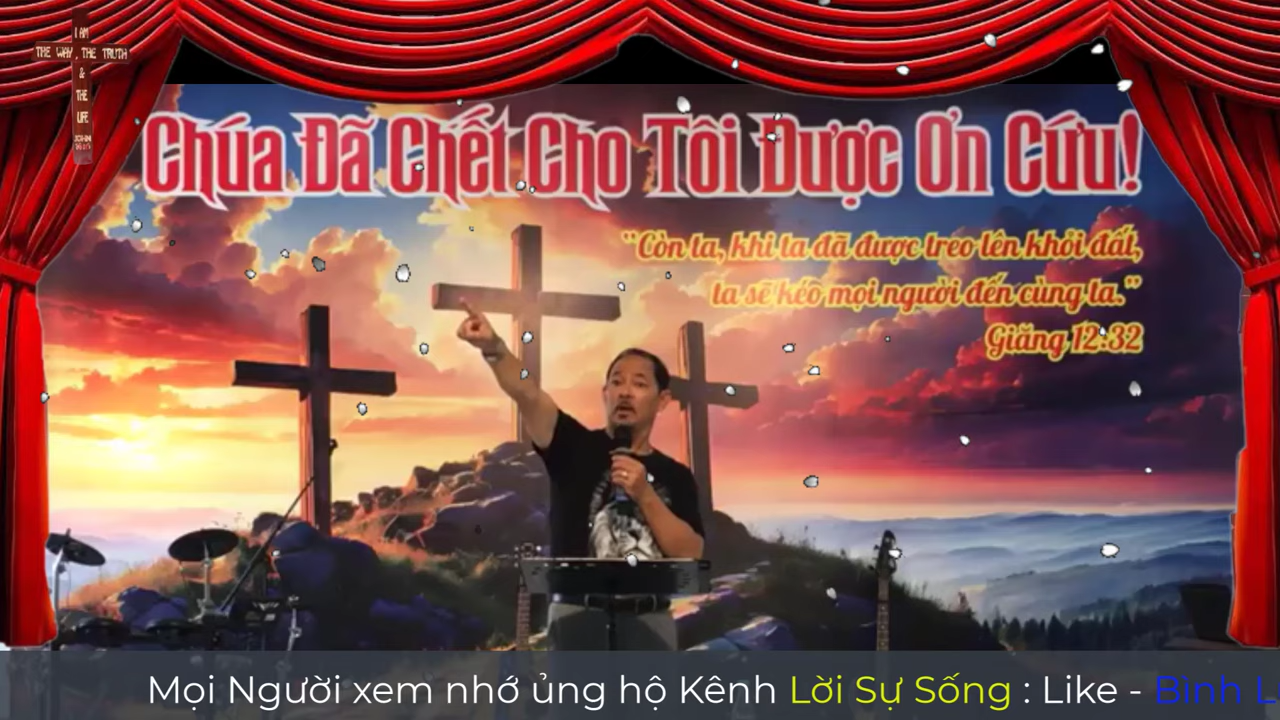 I AM
THE WAY, THE TRUTH
&
THE
LIFE
Chúa Đã Chết Cho Tôi Được Ơn Cứu!
"Còn ta, khi ta đã được treo lên khỏi đất,
ta sẽ kéo mọi người đến cùng ta."
Giăng 12:32
Mọi Người xem nhớ ủng hộ Kênh Lời Sự Sống : Like - Bình